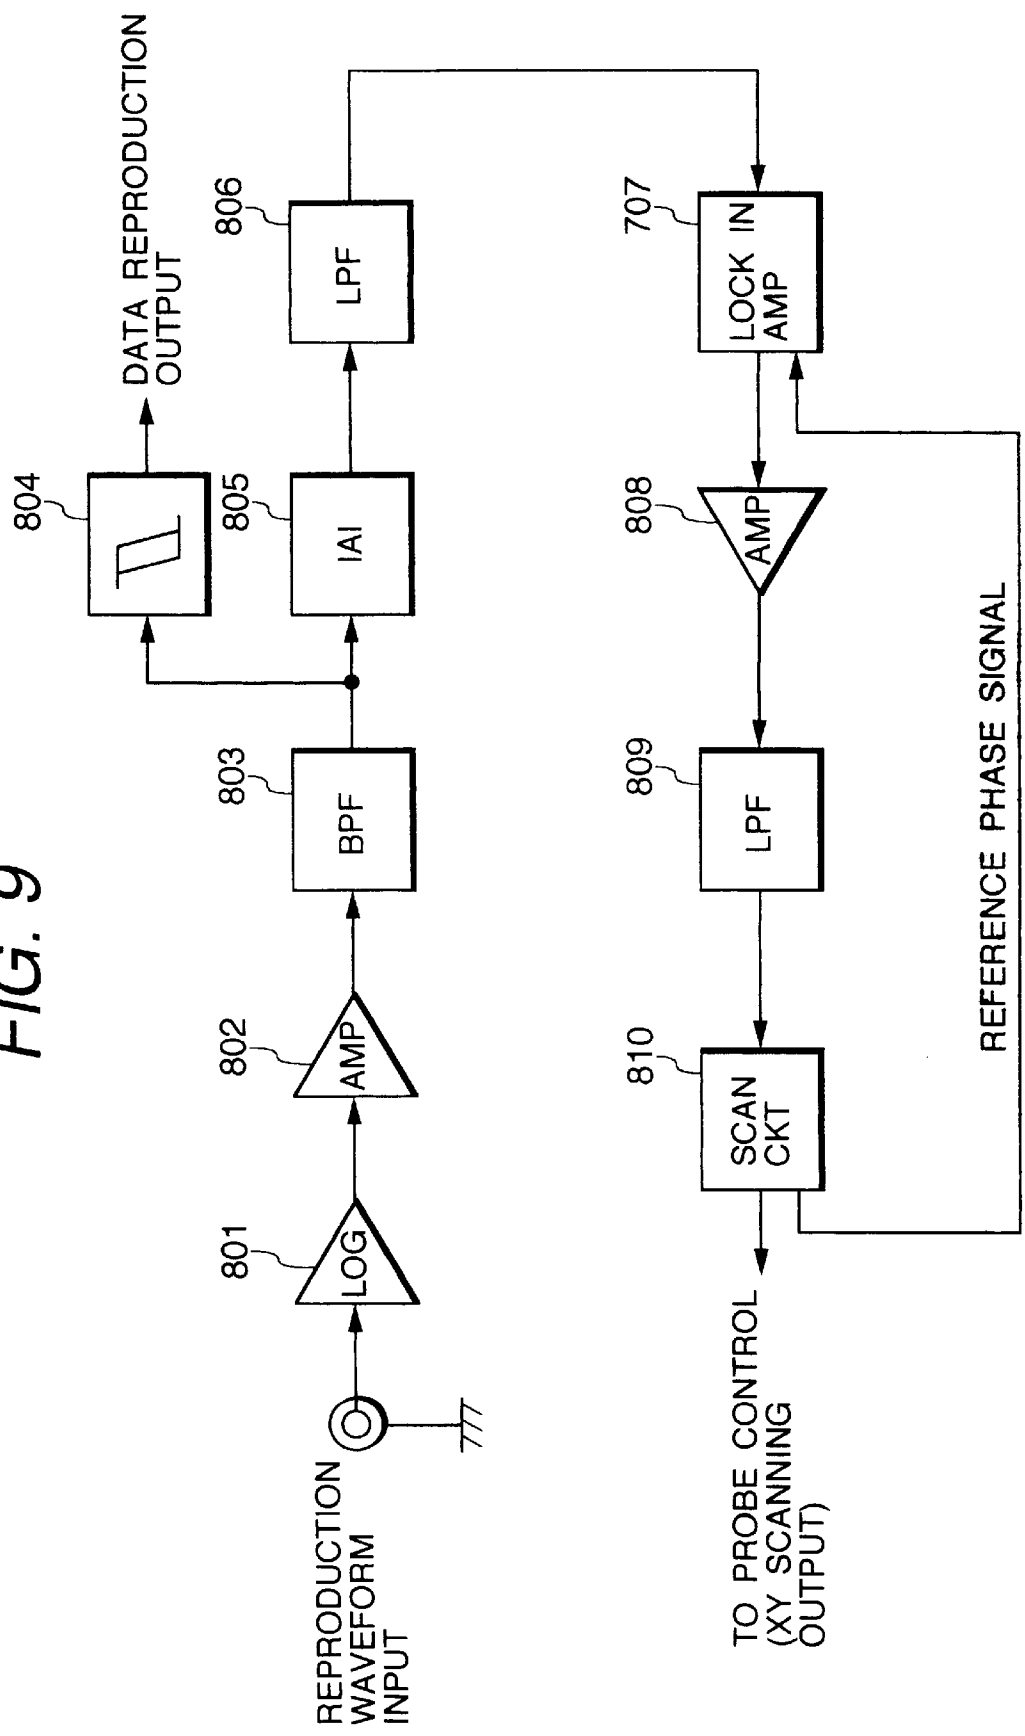 FIG. 9
REPRODUCTION
WAVEFORM
INPUT
801
LOG
802
AMP
803
BPF
804
DATA REPRODUCTION
OUTPUT
805
IAI
806
LPF
707
LOCK IN
AMP
808
AMP
809
LPF
810
SCAN
CKT
TO PROBE CONTROL
(XY SCANNING
OUTPUT)
REFERENCE PHASE SIGNAL